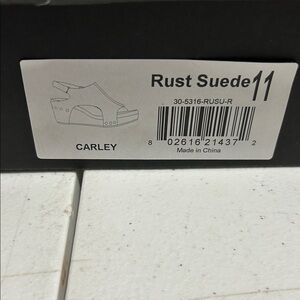 Rust Suede 11
30-5316-RUSU-R
8 02616 21437 2
Made in China
CARLEY